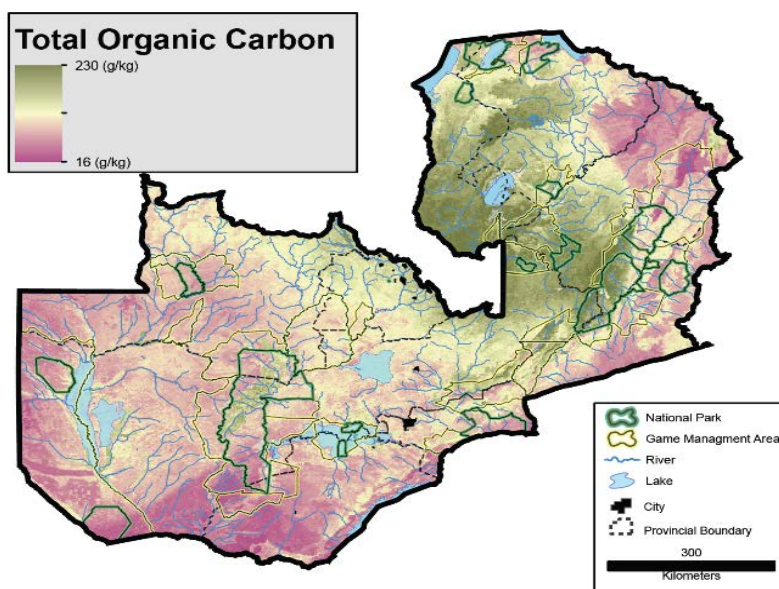 Total Organic Carbon
230 (g/kg)
16 (g/kg)
National Park
Game Managment Area
River
Lake
City
Provincial Boundary
300
Kilometers